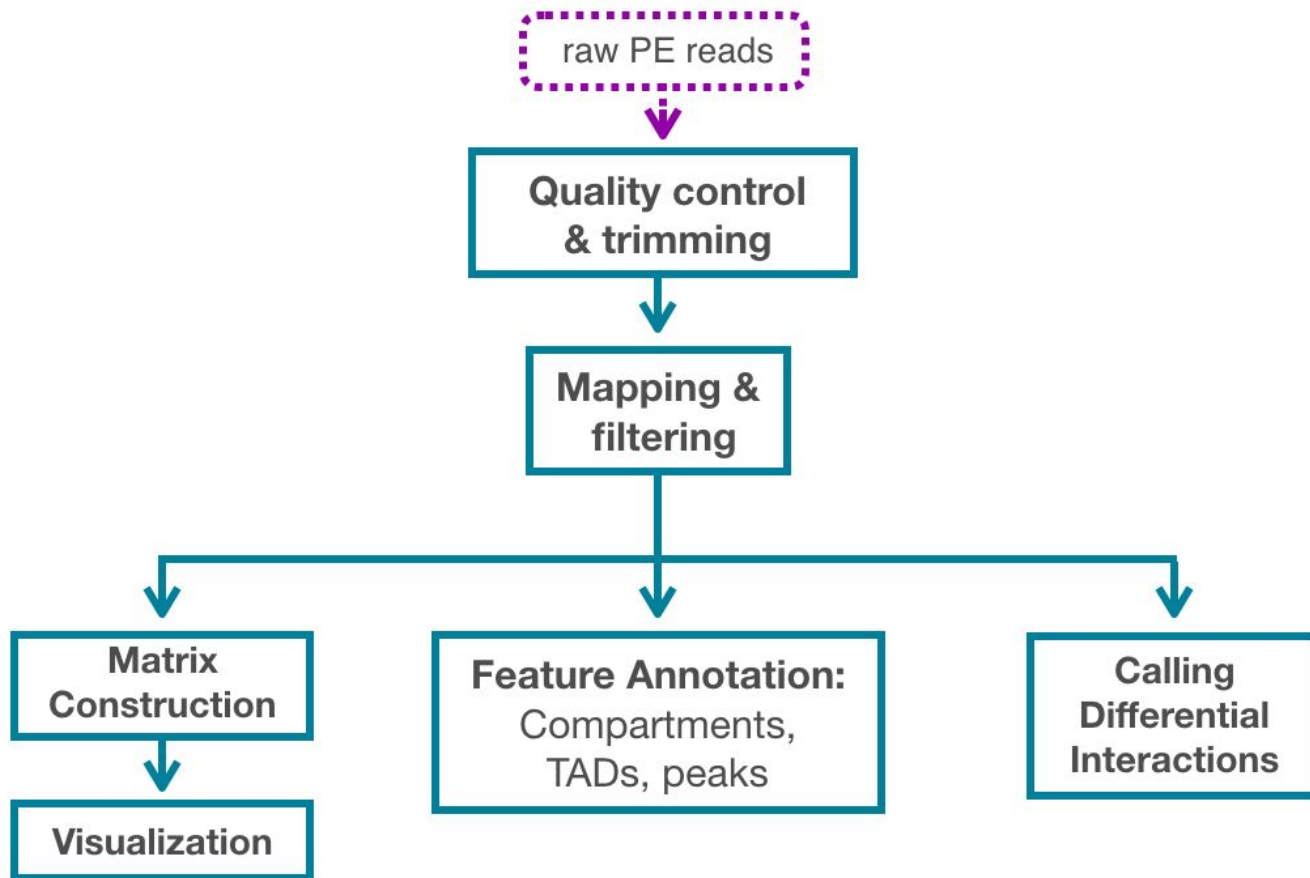 raw PE reads
Quality control
& trimming
Mapping &
filtering
Matrix
Construction
Visualization
Feature Annotation:
Compartments,
TADs, peaks
Calling
Differential
Interactions